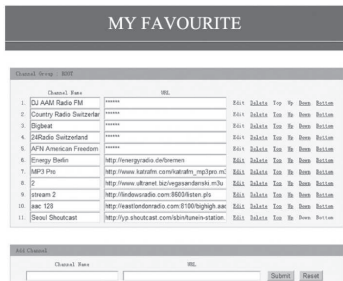 MY FAVOURITE
Channel Group : ROOT
Channel Name URL
1. DJ AAM Radio FM ****** Edit Delete Top Up Down Bottom
2. Country Radio Switzerlar ****** Edit Delete Top Up Down Bottom
3. Bigbeat ****** Edit Delete Top Up Down Bottom
4. 24Radio Switzerland ****** Edit Delete Top Up Down Bottom
5. AFN American Freedom ****** Edit Delete Top Up Down Bottom
6. Energy Berlin http://energyradio.de/bremen Edit Delete Top Up Down Bottom
7. MP3 Pro http://www.katrafm.com/katrafm_mp3pro.m3 Edit Delete Top Up Down Bottom
8. 2 http://www.ultranet.biz/vegasandemski.m3u Edit Delete Top Up Down Bottom
9. stream 2 http://lindowsradio.com:8600/listen.pls Edit Delete Top Up Down Bottom
10. aac 128 http://eastlondonradio.com:8100/bighigh.aac Edit Delete Top Up Down Bottom
11. Seoul Shoutcast http://yp.shoutcast.com/sbin/tunein-station. Edit Delete Top Up Down Bottom
Add Channel
Channel Name URL
Submit Reset